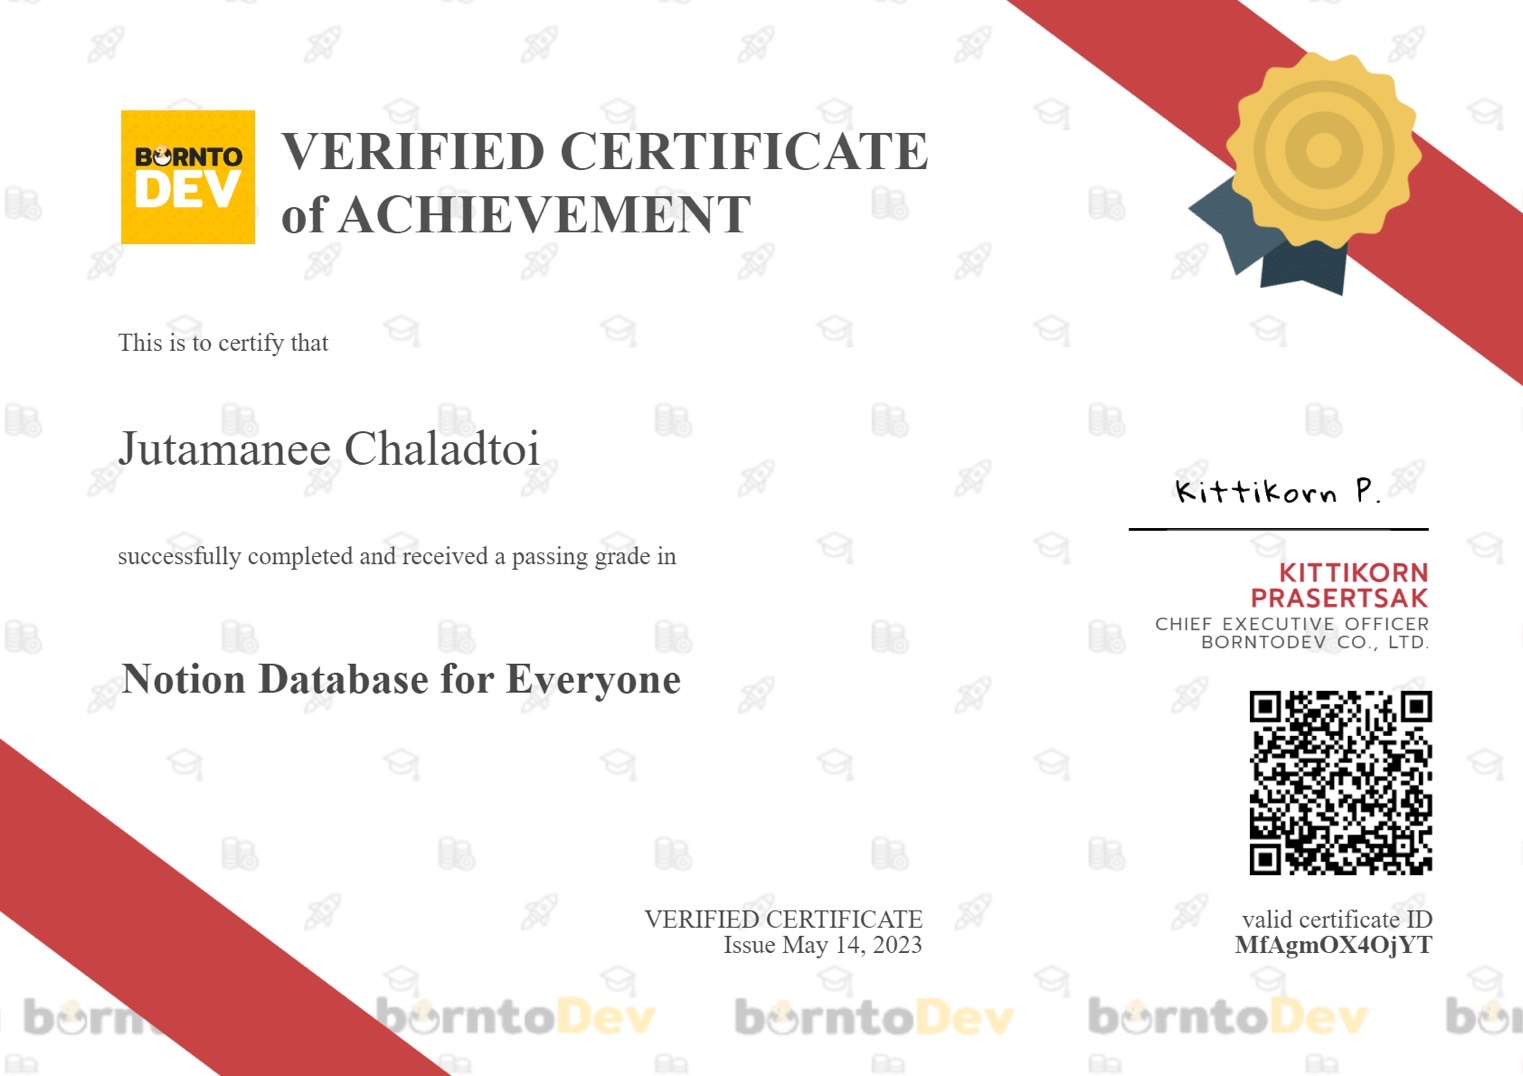 BORNTO
DEV
VERIFIED CERTIFICATE
of ACHIEVEMENT
This is to certify that
Jutamanee Chaladtoi
successfully completed and received a passing grade in
Notion Database for Everyone
Kittikorn P.
KITTIKORN
PRASERTSAK
CHIEF EXECUTIVE OFFICER
BORNTODEV CO., LTD.
VERIFIED CERTIFICATE
Issue May 14, 2023
valid certificate ID
MfAgmOX4OjYT
borntoDev borntoDev borntoDev